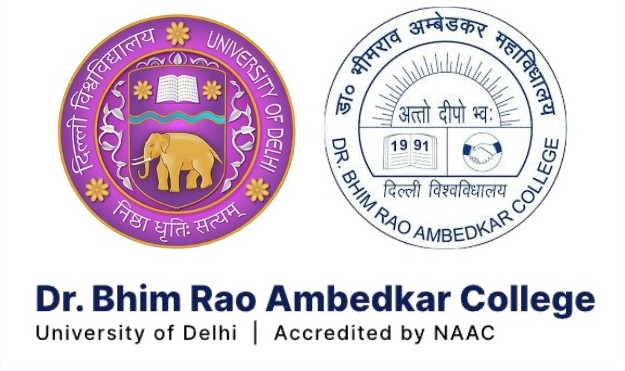 दिल्ली विश्वविद्यालय
UNIVERSITY OF DELHI
निष्ठा धृतिः सत्यम्
डा० भीमराव अम्बेडकर महाविद्यालय
अत्तो दीपो भ्वः
1991
दिल्ली विश्वविद्यालय
DR. BHIM RAO AMBEDKAR COLLEGE
Dr. Bhim Rao Ambedkar College
University of Delhi | Accredited by NAAC